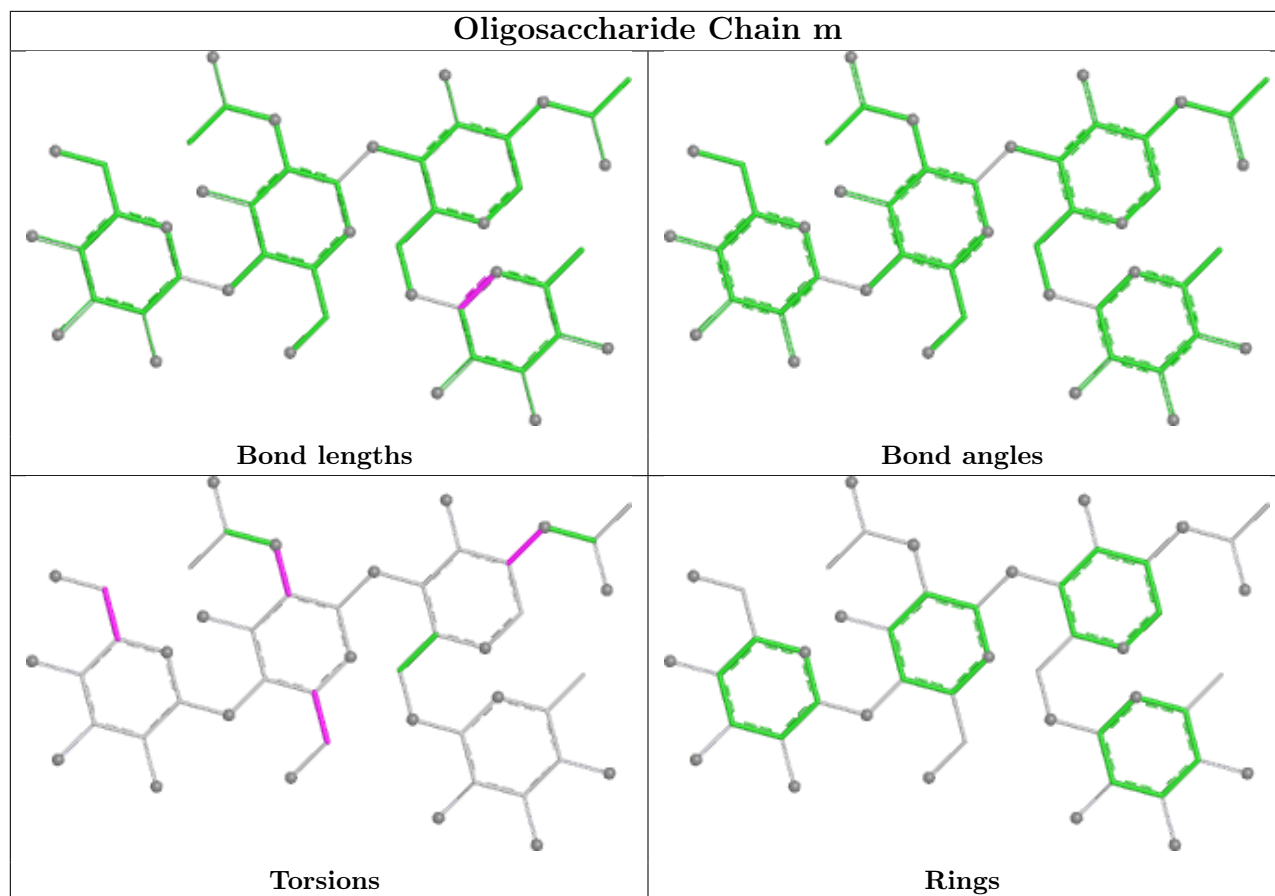 Oligosaccharide Chain m
Bond lengths
Bond angles
Torsions
Rings